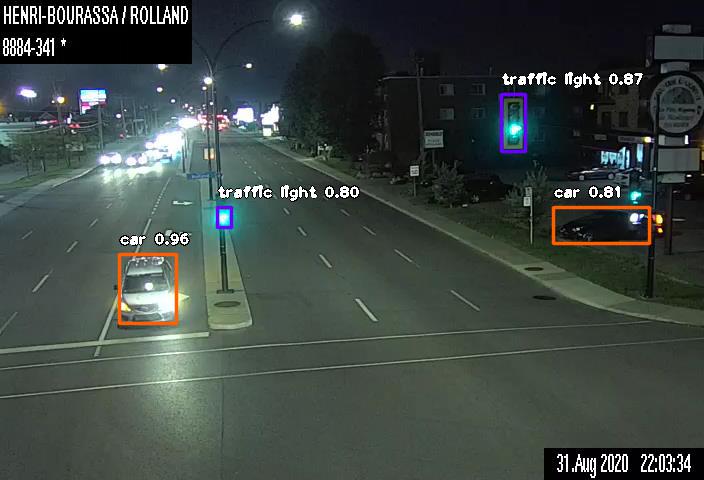 HENRI-BOURASSA / ROLLAND
8884-341 *
traffic light 0.87
traffic light 0.80
car 0.81
car 0.96
31.Aug 2020 22:03:34